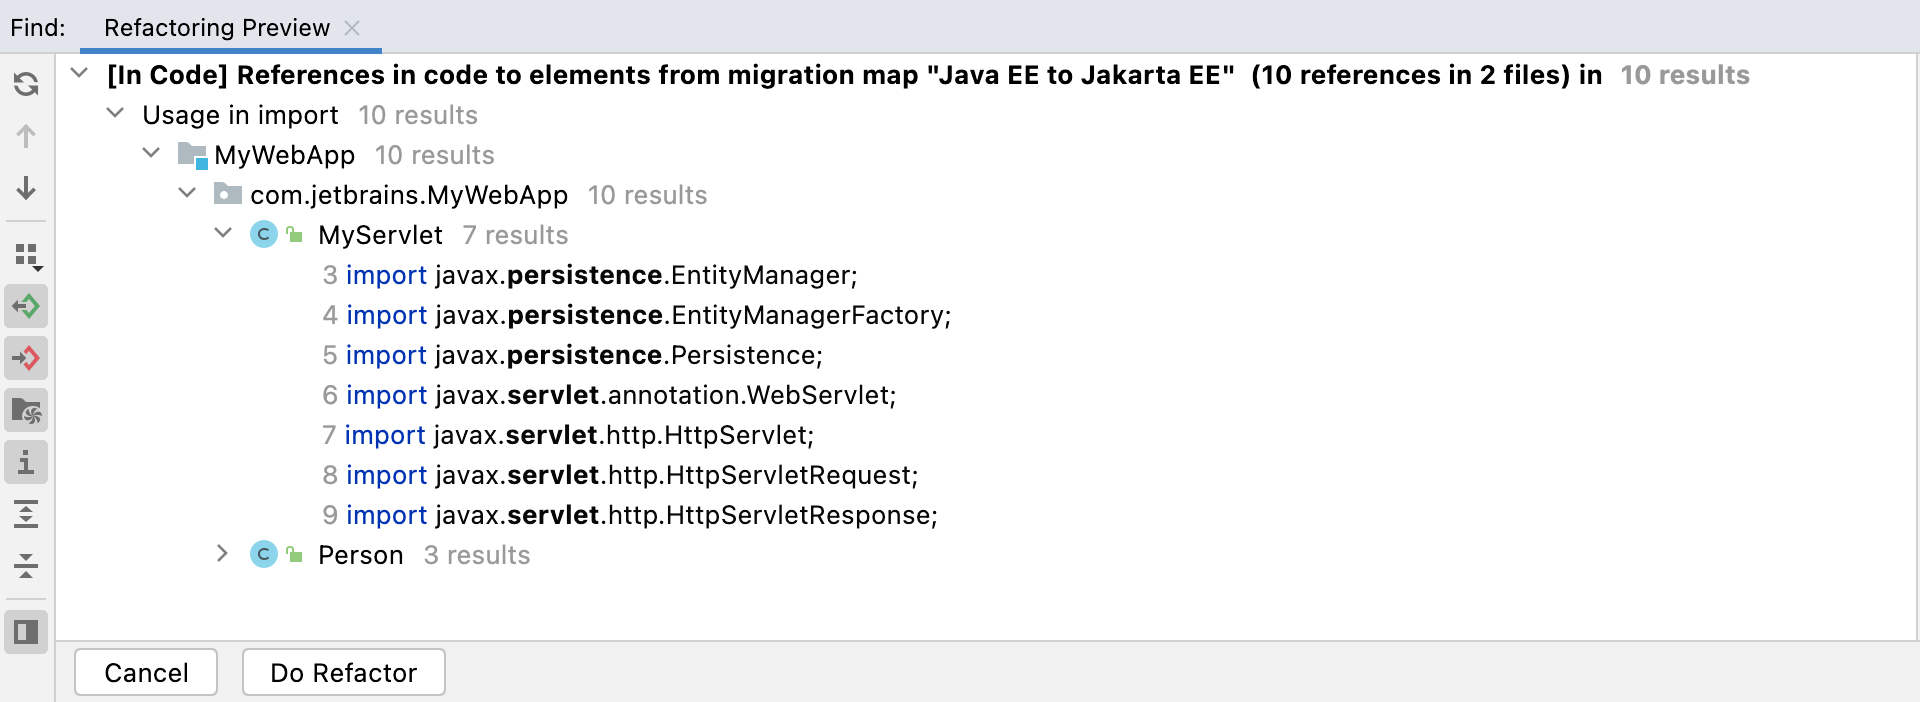 Find: Refactoring Preview
[In Code] References in code to elements from migration map "Java EE to Jakarta EE" (10 references in 2 files) in 10 results
Usage in import 10 results
MyWebApp 10 results
com.jetbrains.MyWebApp 10 results
C MyServlet 7 results
3 import javax.persistence.EntityManager;
4 import javax.persistence.EntityManagerFactory;
5 import javax.persistence.Persistence;
6 import javax.servlet.annotation.WebServlet;
7 import javax.servlet.http.HttpServlet;
8 import javax.servlet.http.HttpServletRequest;
9 import javax.servlet.http.HttpServletResponse;
C Person 3 results
Cancel Do Refactor